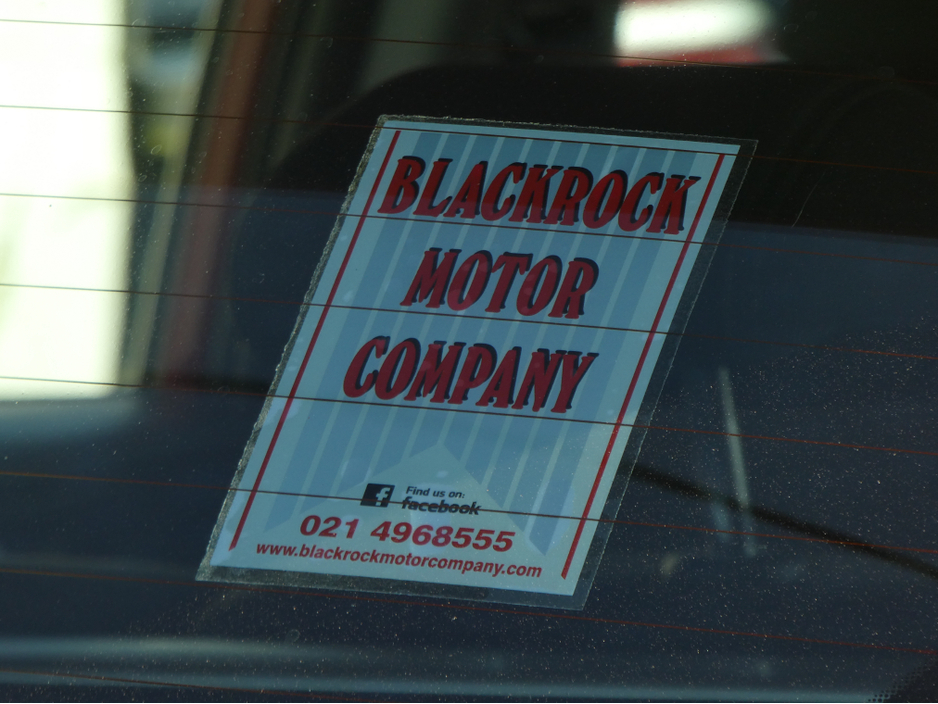 BLACKROCK
MOTOR
COMPANY
f Find us on:
facebook
021 4968555
www.blackrockmotorcompany.com